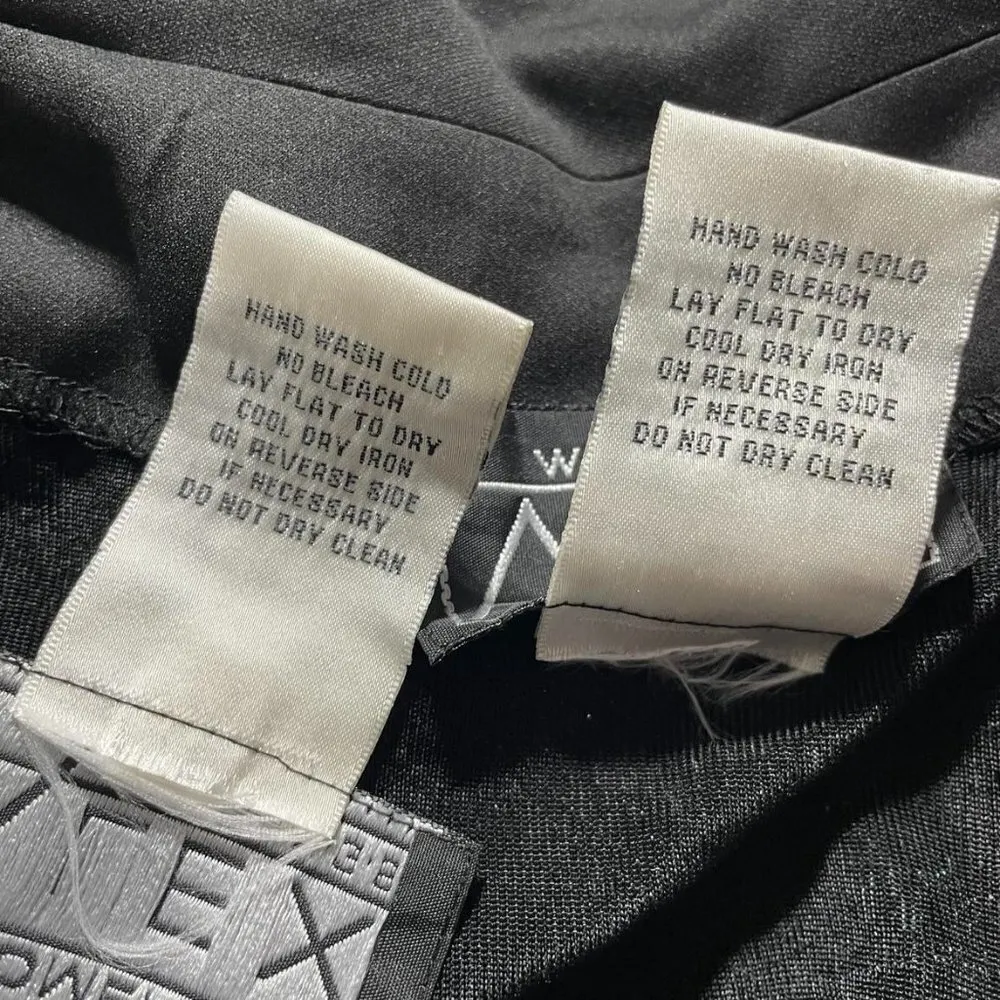 HAND WASH COLD
NO BLEACH
LAY FLAT TO DRY
COOL DRY IRON
ON REVERSE SIDE
IF NECESSARY
DO NOT DRY CLEAN
HAND WASH COLD
NO BLEACH
LAY FLAT TO DRY
COOL DRY IRON
ON REVERSE SIDE
IF NECESSARY
DO NOT DRY CLEAN
W